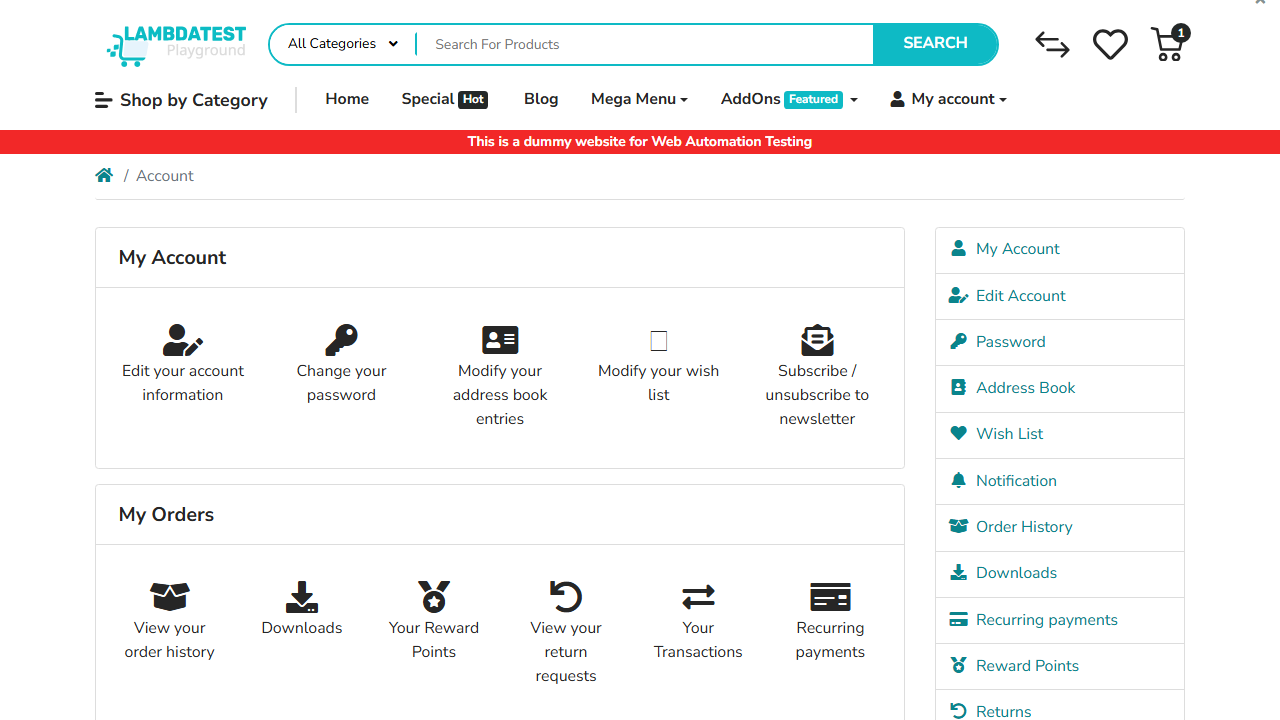 LAMBDATEST
Playground
All Categories
Search For Products
SEARCH
1
Shop by Category
Home
Special Hot
Blog
Mega Menu
AddOns Featured
My account
This is a dummy website for Web Automation Testing
/ Account
My Account
Edit your account
information
Change your
password
Modify your
address book
entries
Modify your wish
list
Subscribe /
unsubscribe to
newsletter
My Orders
View your
order history
Downloads
Your Reward
Points
View your
return
requests
Your
Transactions
Recurring
payments
My Account
Edit Account
Password
Address Book
Wish List
Notification
Order History
Downloads
Recurring payments
Reward Points
Returns